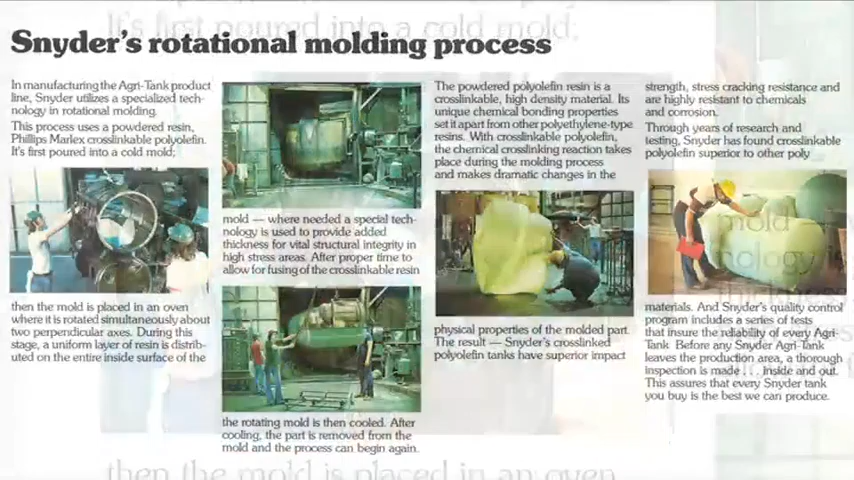 It's first poured into a cold mold;
Snyder's rotational molding process
In manufacturing the Agri-Tank product
line, Snyder utilizes a specialized tech-
nology in rotational molding.
This process uses a powdered resin,
Phillips Marlex crosslinkable polyolefin.
It's first poured into a cold mold;
then the mold is placed in an oven
where it is rotated simultaneously about
two perpendicular axes. During this
stage, a uniform layer of resin is distrib-
uted on the entire inside surface of the
mold — where needed a special tech-
nology is used to provide added
thickness for vital structural integrity in
high stress areas. After proper time to
allow for fusing of the crosslinkable resin
the rotating mold is then cooled. After
cooling, the part is removed from the
mold and the process can begin again.
The powdered polyolefin resin is a
crosslinkable, high density material. Its
unique chemical bonding properties
set it apart from other polyethylene-type
resins. With crosslinkable polyolefin,
the chemical crosslinking reaction takes
place during the molding process
and makes dramatic changes in the
physical properties of the molded part.
The result — Snyder's crosslinked
polyolefin tanks have superior impact
strength, stress cracking resistance and
are highly resistant to chemicals
and corrosion.
Through years of research and
testing, Snyder has found crosslinkable
polyolefin superior to other poly
materials. And Snyder's quality control
program includes a series of tests
that insure the reliability of every Agri-
Tank. Before any Snyder Agri-Tank
leaves the production area, a thorough
inspection is made . . . inside and out.
This assures that every Snyder tank
you buy is the best we can produce.
mold
nology is
then the mold is placed in an oven